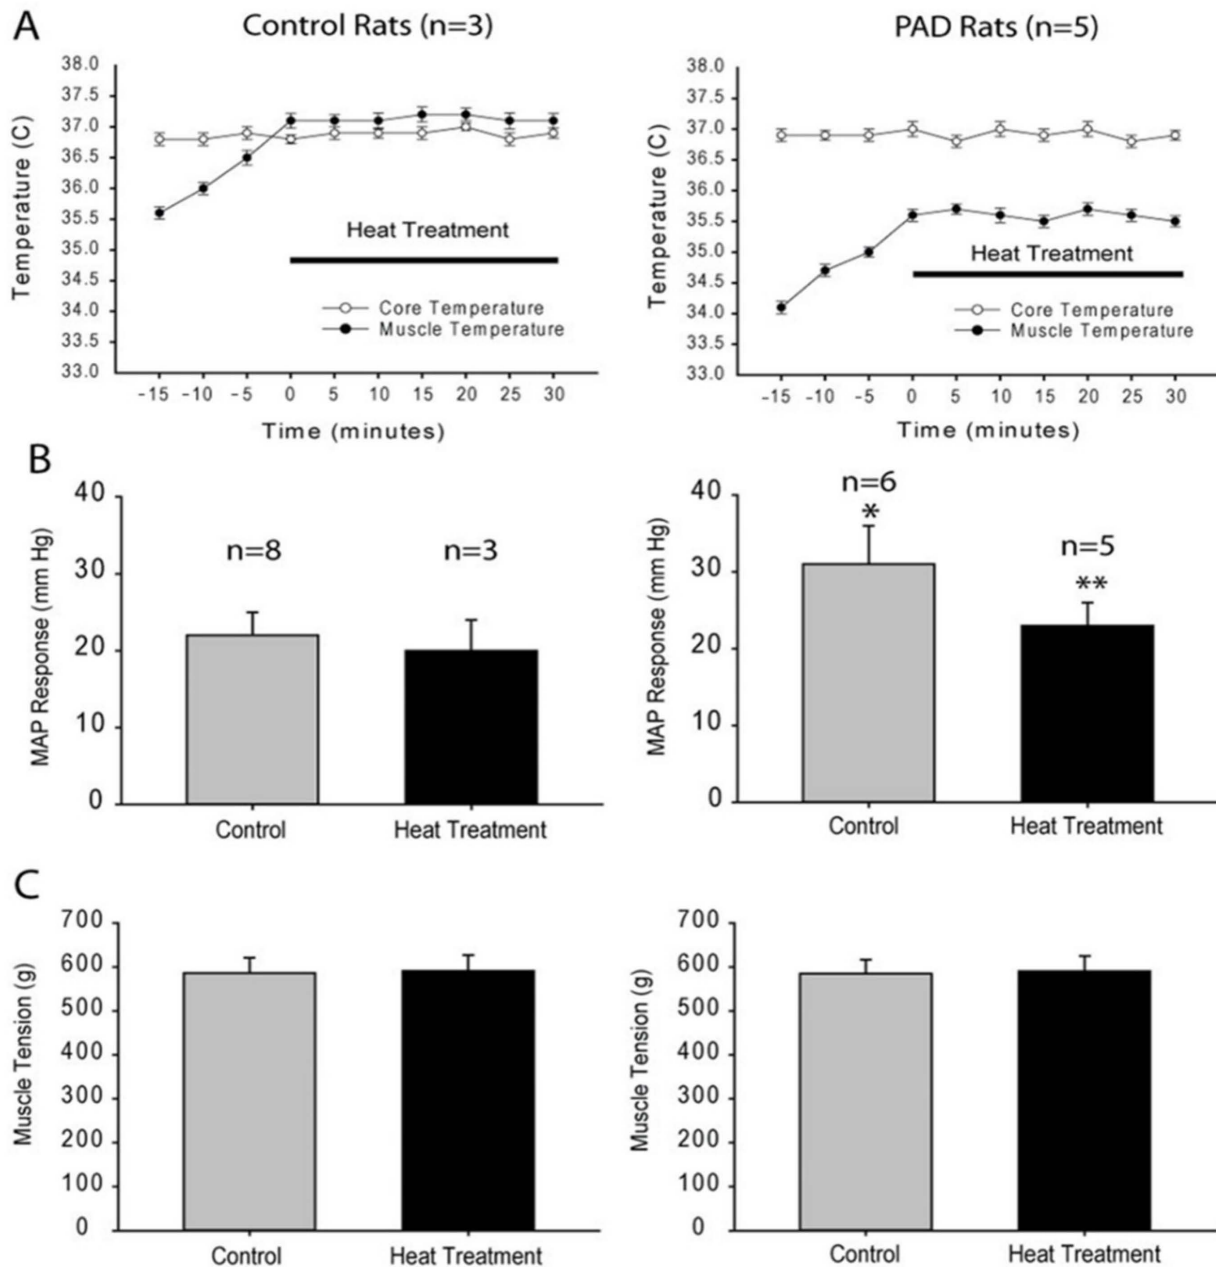 A
Control Rats (n=3)
PAD Rats (n=5)
Temperature (C)
38.0
37.5
37.0
36.5
36.0
35.5
35.0
34.5
34.0
33.5
33.0
Heat Treatment
Core Temperature
Muscle Temperature
-15 -10 -5 0 5 10 15 20 25 30
Time (minutes)
Temperature (C)
38.0
37.5
37.0
36.5
36.0
35.5
35.0
34.5
34.0
33.5
33.0
Heat Treatment
Core Temperature
Muscle Temperature
-15 -10 -5 0 5 10 15 20 25 30
Time (minutes)
B
MAP Response (mm Hg)
40
30
20
10
0
n=8
n=3
Control
Heat Treatment
MAP Response (mm Hg)
40
30
20
10
0
n=6
*
n=5
**
Control
Heat Treatment
C
Muscle Tension (g)
700
600
500
400
300
200
100
0
Control
Heat Treatment
Muscle Tension (g)
700
600
500
400
300
200
100
0
Control
Heat Treatment